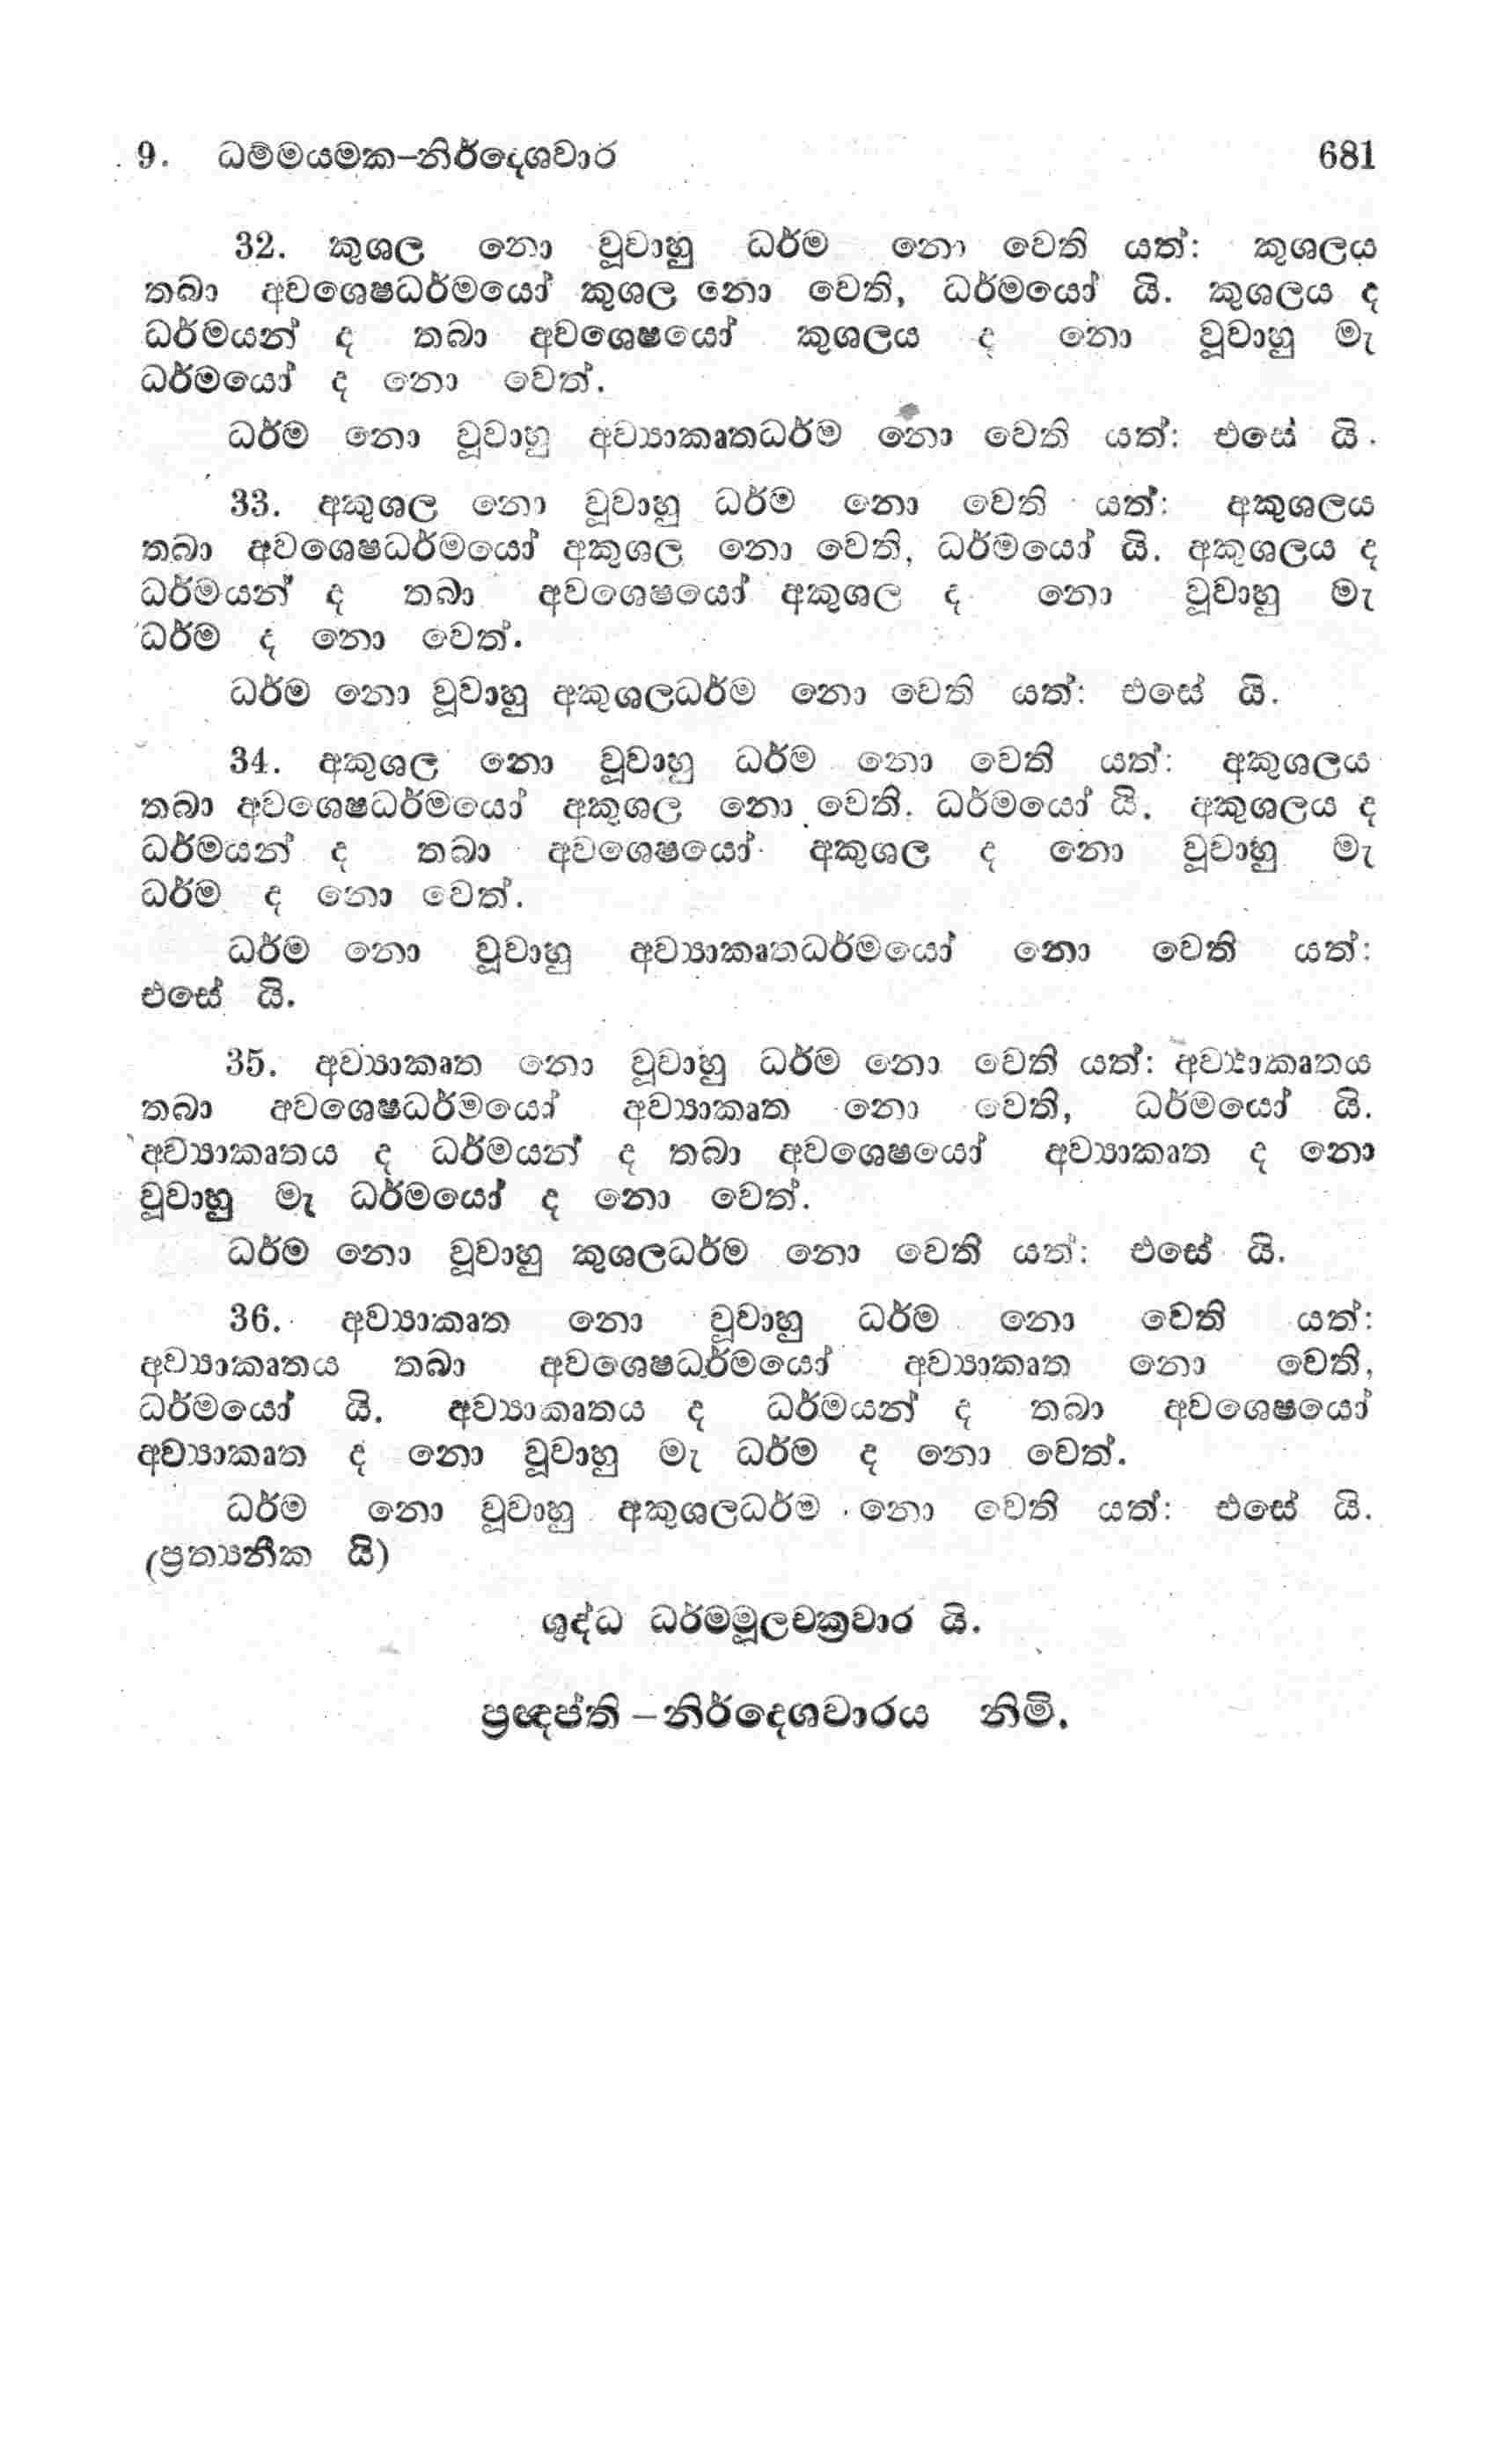 9. ධම්මයමක–නිර්දෙශවාර 681
32. කුශල නො වූවාහු ධර්ම නො වෙති යත්: කුශලය
තබා අවශෙෂධර්මයෝ කුශල නො වෙති, ධර්මයෝ යි. කුශලය ද
ධර්මයන් ද තබා අවශෙෂයෝ කුශලය ද නො වූවාහු මැ
ධර්මයෝ ද නො වෙත්.
ධර්ම නො වූවාහු අව්‍යාකෘතධර්ම නො වෙති යත්: එසේ යි.
33. අකුශල නො වූවාහු ධර්ම නො වෙති යත්: අකුශලය
තබා අවශෙෂධර්මයෝ අකුශල නො වෙති, ධර්මයෝ යි. අකුශලය ද
ධර්මයන් ද තබා අවශෙෂයෝ අකුශල ද නො වූවාහු මැ
ධර්ම ද නො වෙත්.
ධර්ම නො වූවාහු අකුශලධර්ම නො වෙති යත්: එසේ යි.
34. අකුශල නො වූවාහු ධර්ම නො වෙති යත්: අකුශලය
තබා අවශෙෂධර්මයෝ අකුශල නො වෙති. ධර්මයෝ යි. අකුශලය ද
ධර්මයන් ද තබා අවශෙෂයෝ අකුශල ද නො වූවාහු මැ
ධර්ම ද නො වෙත්.
ධර්ම නො වූවාහු අව්‍යාකෘතධර්මයෝ නො වෙති යත්:
එසේ යි.
35. අව්‍යාකෘත නො වූවාහු ධර්ම නො වෙති යත්: අව්‍යාකෘතය
තබා අවශෙෂධර්මයෝ අව්‍යාකෘත නො වෙති, ධර්මයෝ යි.
අව්‍යාකෘතය ද ධර්මයන් ද තබා අවශෙෂයෝ අව්‍යාකෘත ද නො
වූවාහු මැ ධර්මයෝ ද නො වෙත්.
ධර්ම නො වූවාහු කුශලධර්ම නො වෙති යත්: එසේ යි.
36. අව්‍යාකෘත නො වූවාහු ධර්ම නො වෙති යත්:
අව්‍යාකෘතය තබා අවශෙෂධර්මයෝ අව්‍යාකෘත නො වෙති,
ධර්මයෝ යි. අව්‍යාකෘතය ද ධර්මයන් ද තබා අවශෙෂයෝ
අව්‍යාකෘත ද නො වූවාහු මැ ධර්ම ද නො වෙත්.
ධර්ම නො වූවාහු අකුශලධර්ම නො වෙති යත්: එසේ යි.
(ප්‍රත්‍යනීක යි)
ශුද්ධ ධර්මමූලචක්‍රවාර යි.
ප්‍රඥප්ති –නිර්දෙශවාරය නිමි.